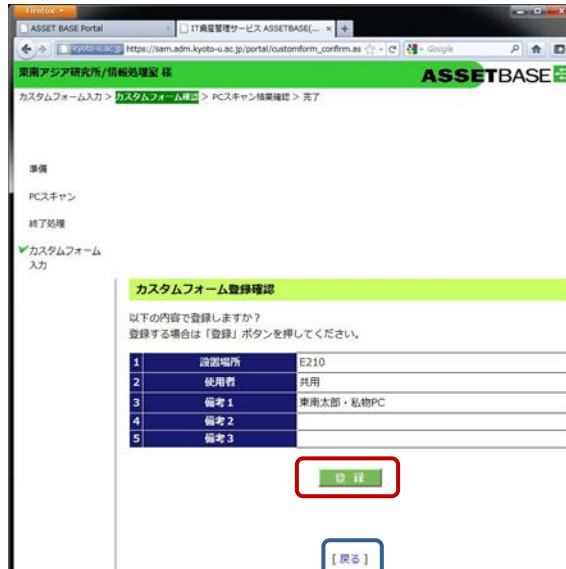 Firefox
ASSET BASE Portal
IT資産管理サービス ASSETBASE(... × +
https://sam.adm.kyoto-u.ac.jp/portal/customform_confirm.as
Google
東南アジア研究所/情報処理室 様
ASSETBASE
カスタムフォーム入力 > カスタムフォーム確認 > PCスキャン結果確認 > 完了
準備
PCスキャン
終了処理
カスタムフォーム
入力
カスタムフォーム登録確認
以下の内容で登録しますか？
登録する場合は「登録」ボタンを押してください。
1 設置場所 E210
2 使用者 共用
3 備考1 東南太郎・私物PC
4 備考2
5 備考3
登 録
[ 戻る ]